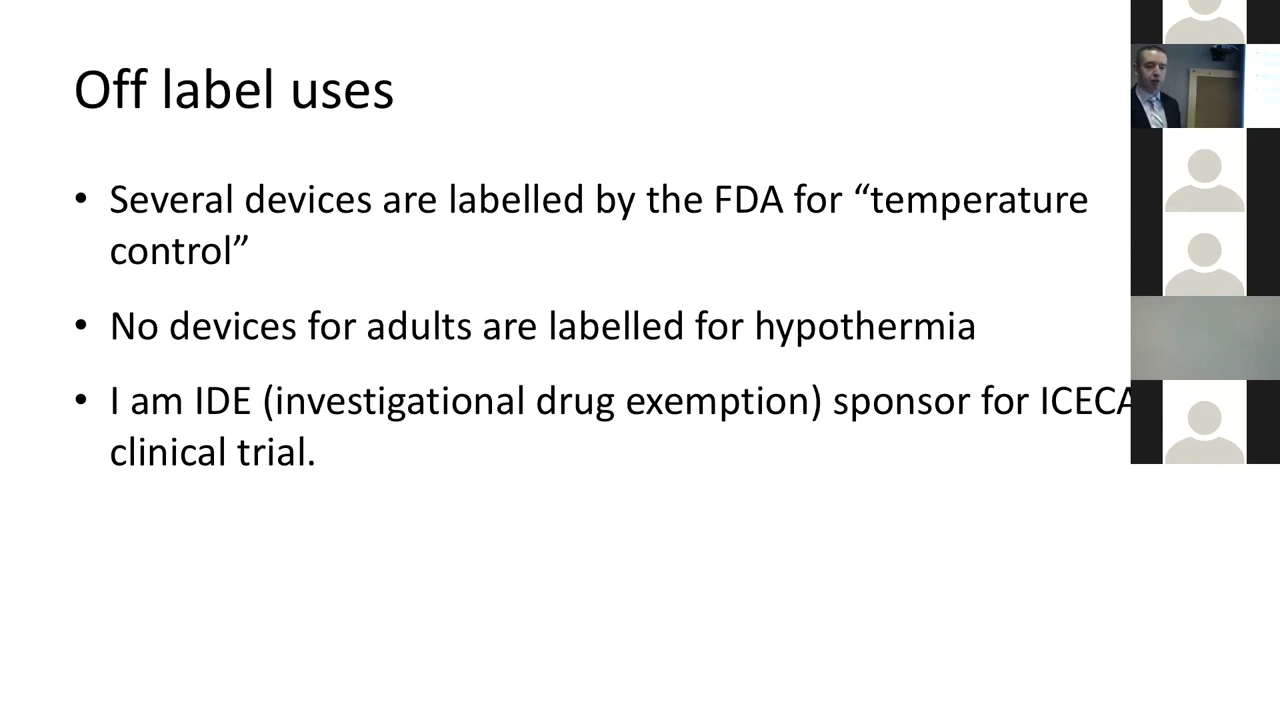 Off label uses
• Several devices are labelled by the FDA for “temperature
control”
• No devices for adults are labelled for hypothermia
• I am IDE (investigational drug exemption) sponsor for
clinical trial.